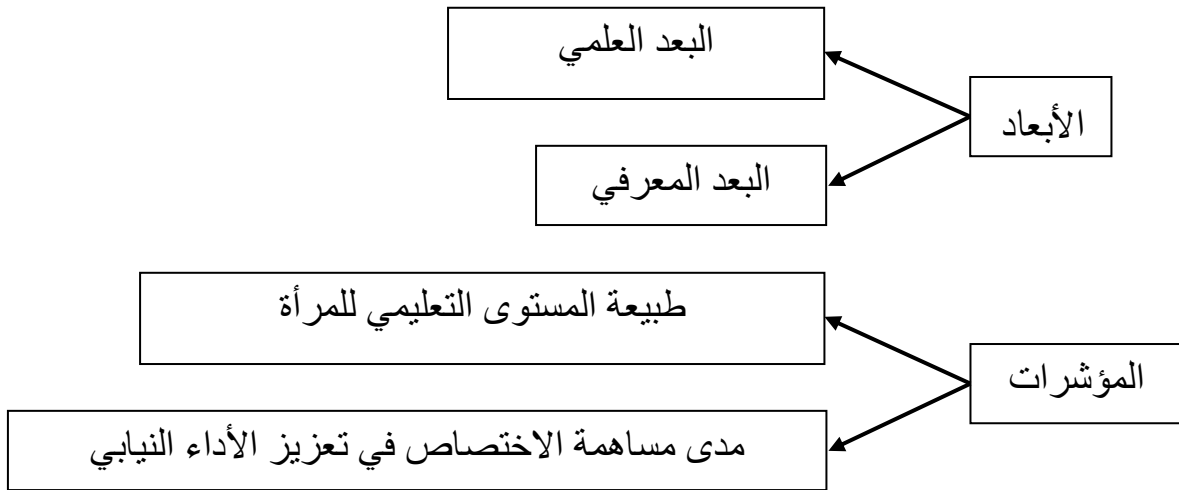 البعد العلمي
الأبعاد
البعد المعرفي
طبيعة المستوى التعليمي للمرأة
المؤشرات
مدى مساهمة الاختصاص في تعزيز الأداء النيابي